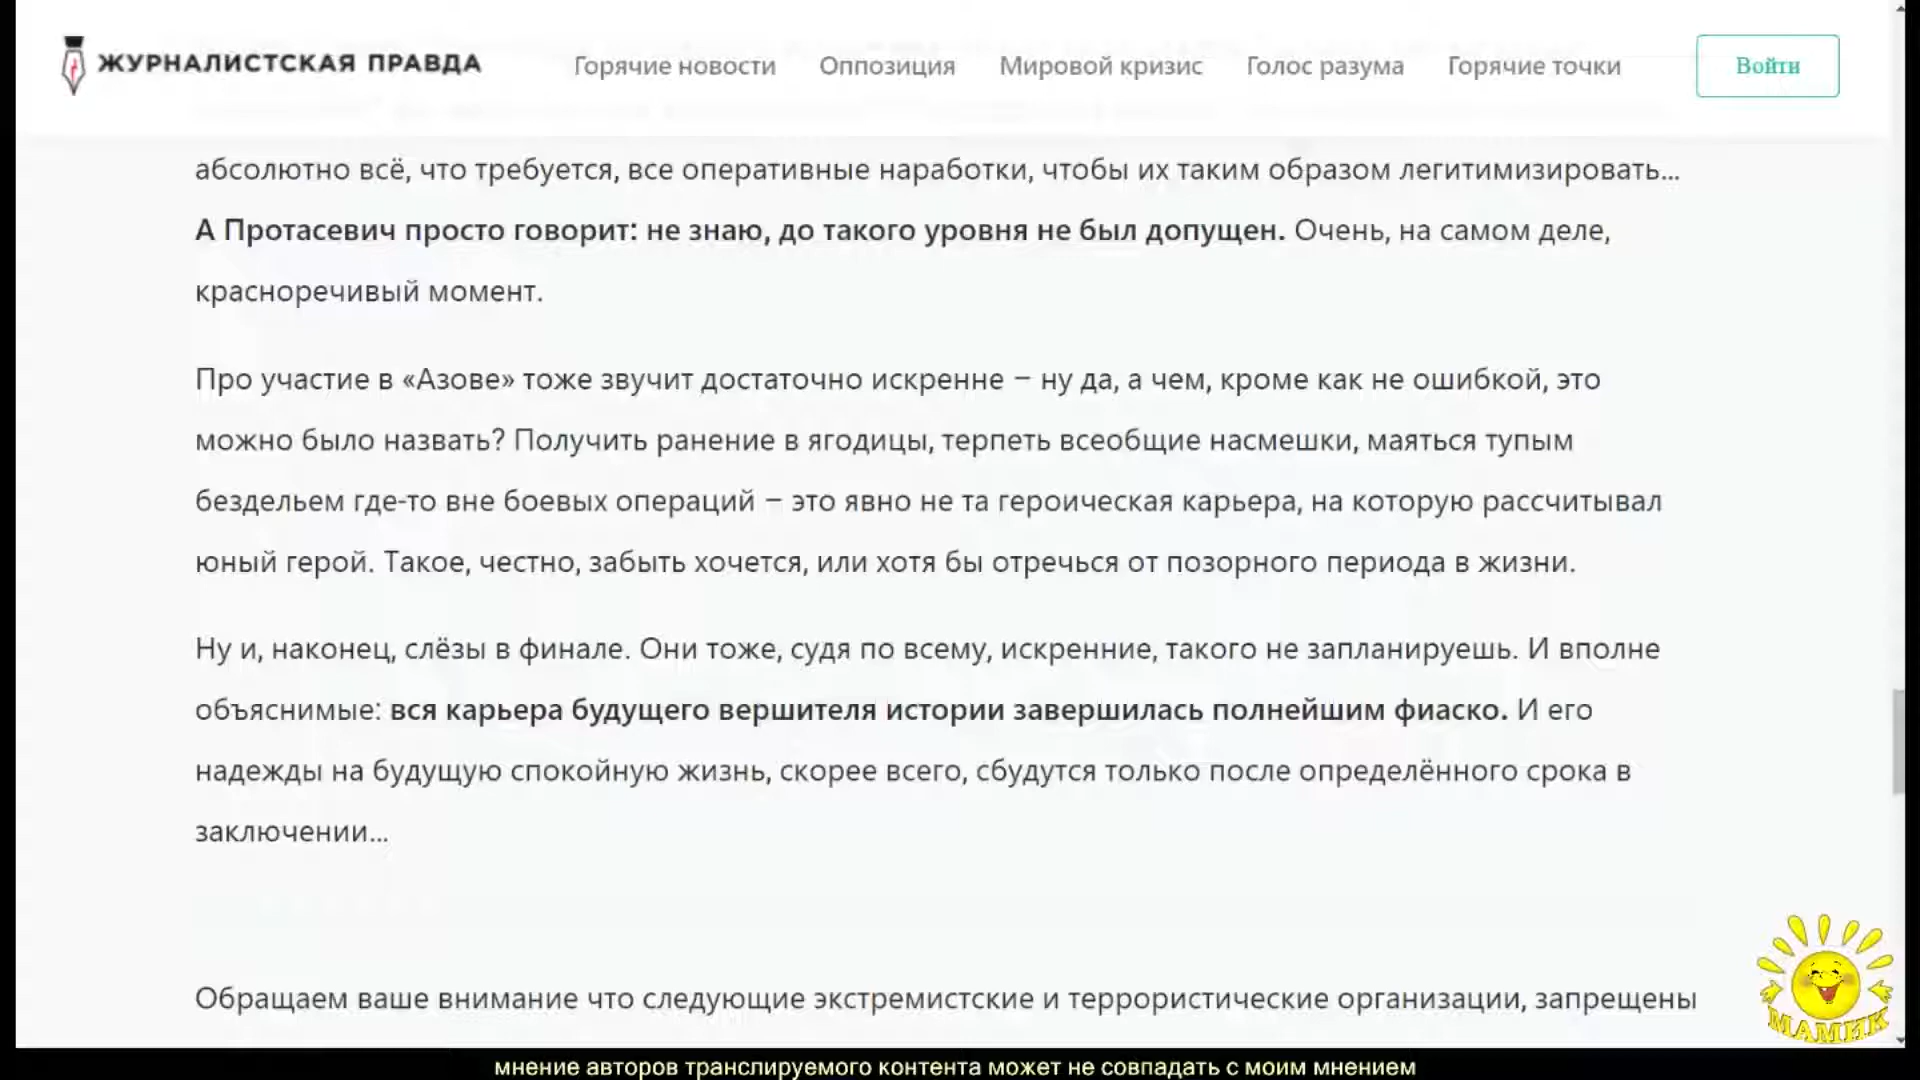 ЖУРНАЛИСТСКАЯ ПРАВДА
Горячие новости Оппозиция Мировой кризис Голос разума Горячие точки Войти
абсолютно всё, что требуется, все оперативные наработки, чтобы их таким образом легитимизировать...
А Протасевич просто говорит: не знаю, до такого уровня не был допущен. Очень, на самом деле,
красноречивый момент.
Про участие в «Азове» тоже звучит достаточно искренне – ну да, а чем, кроме как не ошибкой, это
можно было назвать? Получить ранение в ягодицы, терпеть всеобщие насмешки, маяться тупым
бездельем где-то вне боевых операций – это явно не та героическая карьера, на которую рассчитывал
юный герой. Такое, честно, забыть хочется, или хотя бы отречься от позорного периода в жизни.
Ну и, наконец, слёзы в финале. Они тоже, судя по всему, искренние, такого не запланируешь. И вполне
объяснимые: вся карьера будущего вершителя истории завершилась полнейшим фиаско. И его
надежды на будущую спокойную жизнь, скорее всего, сбудутся только после определённого срока в
заключении...
Обращаем ваше внимание что следующие экстремистские и террористические организации, запрещены
МАМИК
мнение авторов транслируемого контента может не совпадать с моим мнением